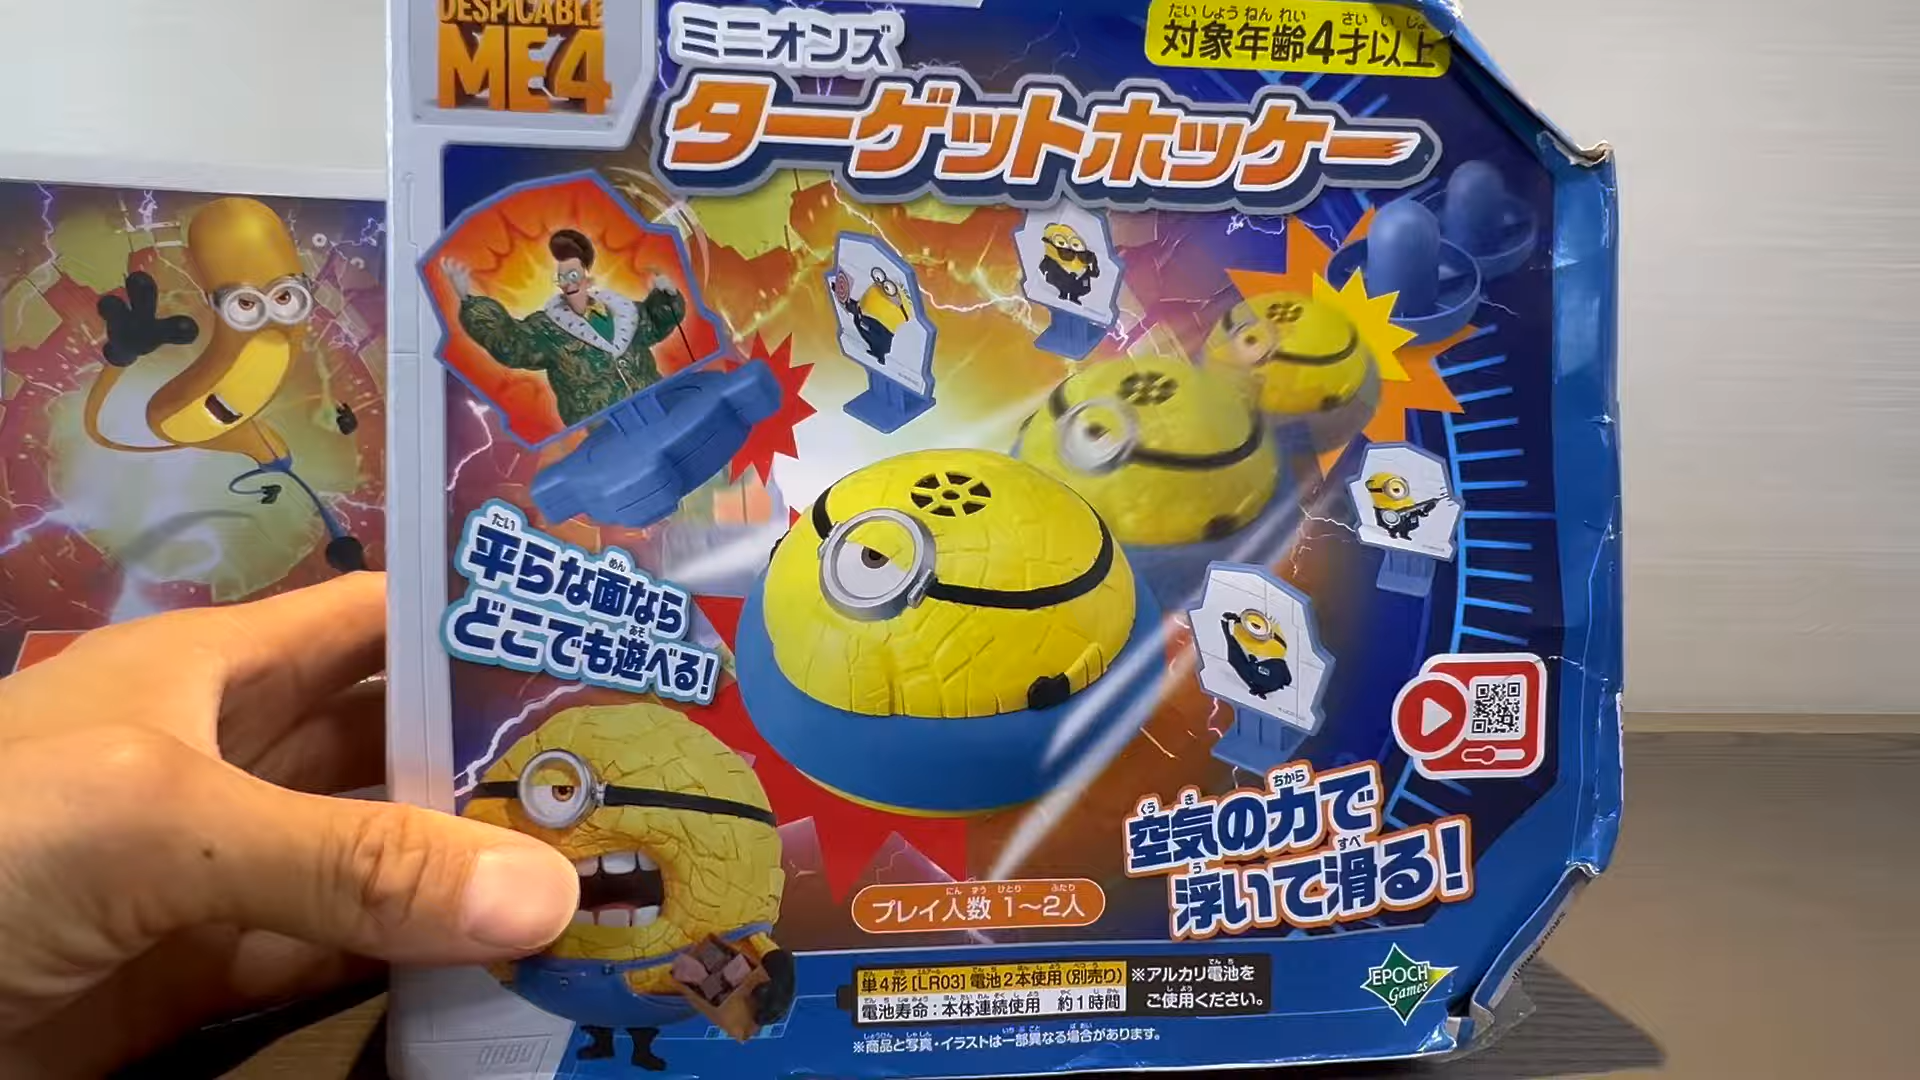 DESPICABLE
ME4
ミニオンズ
ターゲットホッケー
たいしょうねんれい さいいじょ
対象年齢4才以上
たい めん
平らな面なら
あそ
どこでも遊べる!
くうき ちから
空気の力で
う すべ
浮いて滑る!
にんずう ひとり ふたり
プレイ人数 1〜2人
単4形[LR03]電池2本使用(別売り)
電池寿命:本体連続使用 約1時間
※アルカリ電池を
ご使用ください。
※商品と写真・イラストは一部異なる場合があります。
EPOCH
Games